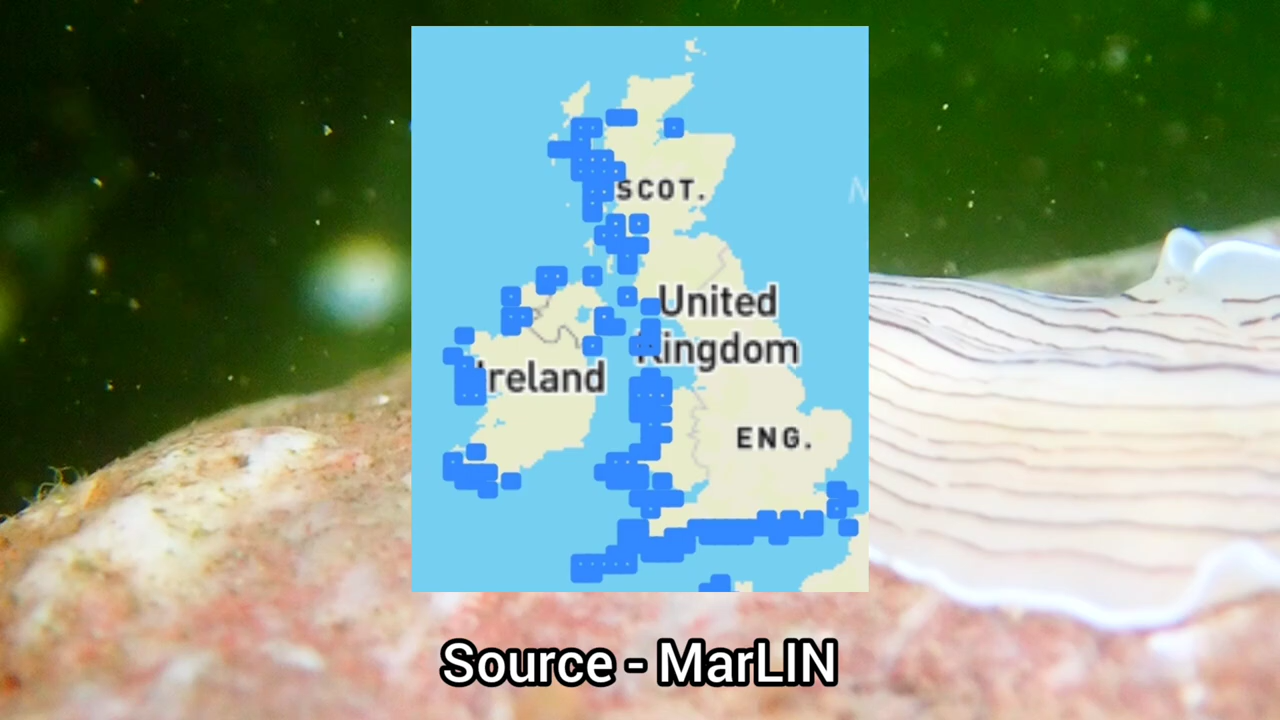 SCOT.
United
Kingdom
Ireland
ENG.
Source - MarLIN